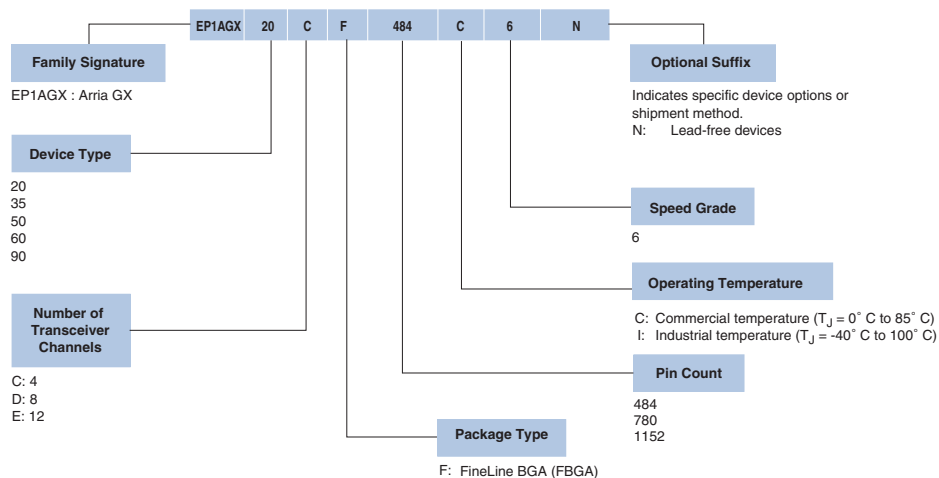 EP1AGX 20 C F 484 C 6 N
Family Signature
EP1AGX : Arria GX
Device Type
20
35
50
60
90
Number of
Transceiver
Channels
C: 4
D: 8
E: 12
Optional Suffix
Indicates specific device options or
shipment method.
N: Lead-free devices
Speed Grade
6
Operating Temperature
C: Commercial temperature (TJ = 0° C to 85° C)
I: Industrial temperature (TJ = -40° C to 100° C)
Pin Count
484
780
1152
Package Type
F: FineLine BGA (FBGA)